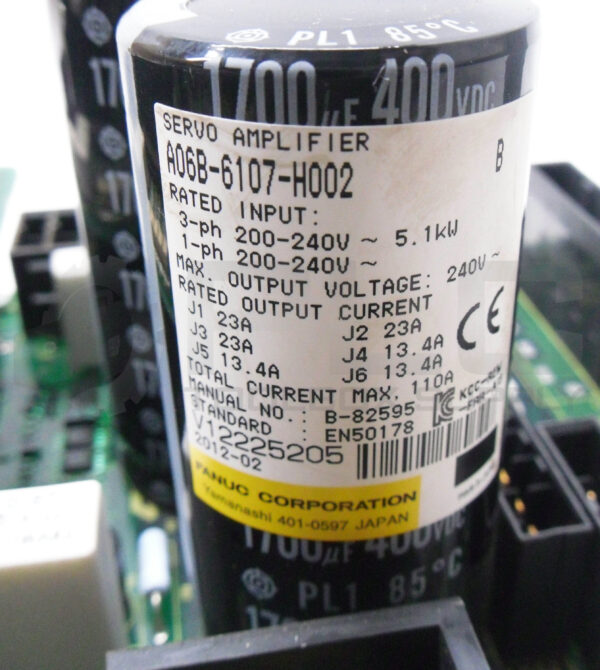 PL1 85°C
1700µF 400VDC
SERVO AMPLIFIER
A06B-6107-H002 B
RATED INPUT:
3-ph 200-240V ~ 5.1kW
1-ph 200-240V ~
MAX. OUTPUT VOLTAGE: 240V ~
RATED OUTPUT CURRENT
J1 23A J2 23A
J3 23A J4 13.4A
J5 13.4A J6 13.4A
TOTAL CURRENT MAX. 110A
MANUAL NO.: B-82595
STANDARD : EN50178
V12225205
2012-02
CE
FANUC CORPORATION
Yamanashi 401-0597 JAPAN
1700µF 400VDC
PL1 85°C